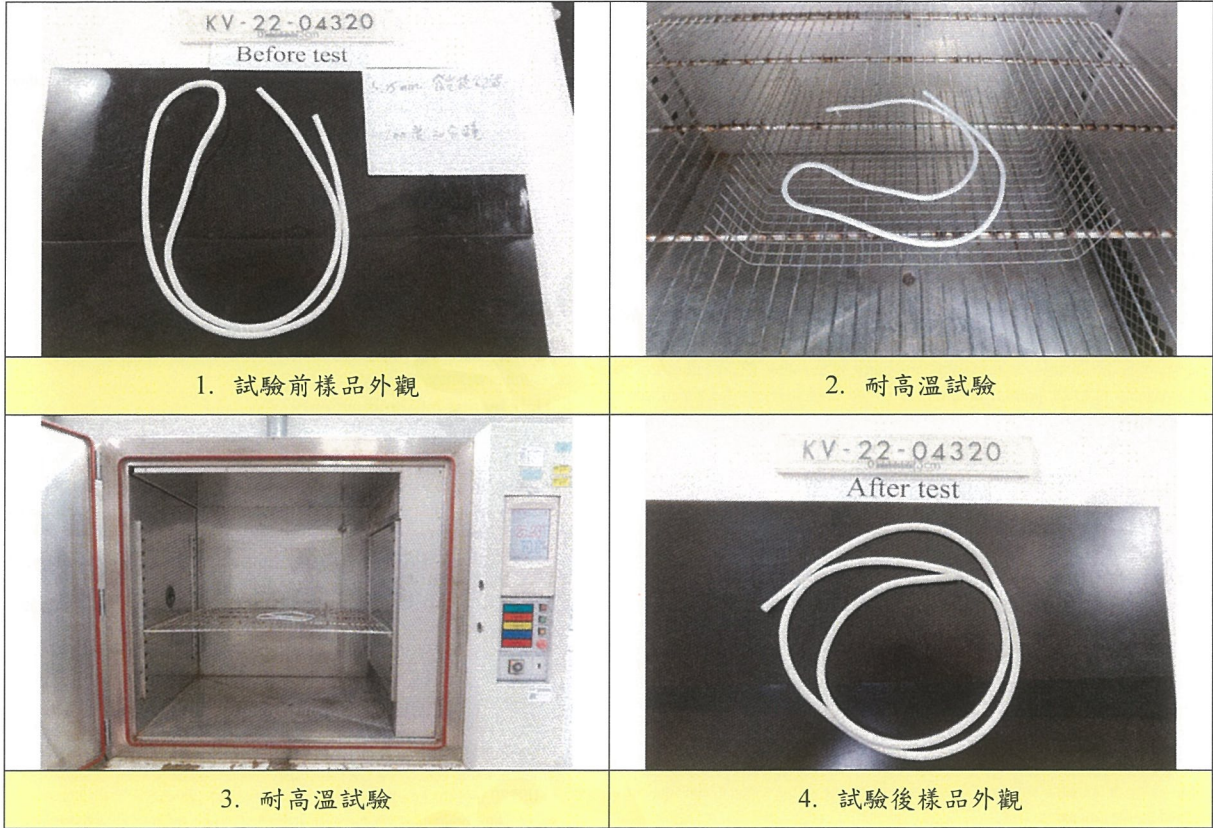 KV-22-04320
Before test
1. 試驗前樣品外觀
2. 耐高溫試驗
3. 耐高溫試驗
KV-22-04320
After test
4. 試驗後樣品外觀